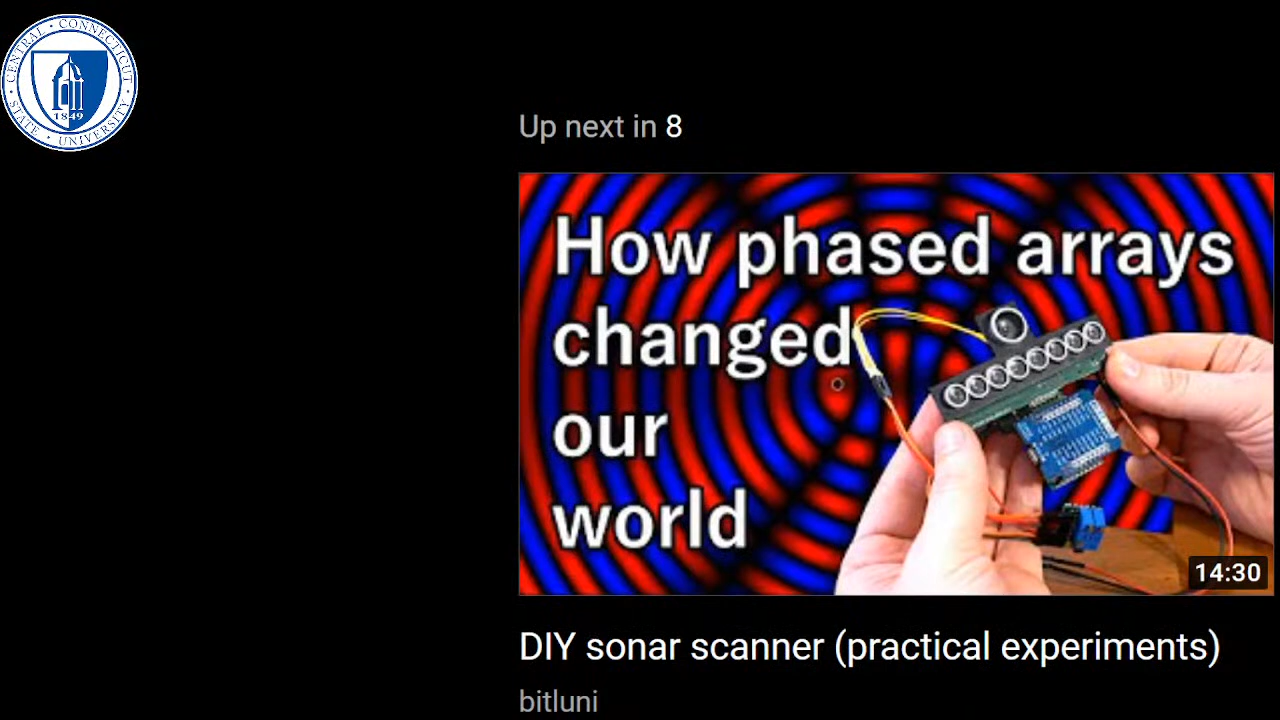 CENTRAL · CONNECTICUT
STATE · UNIVERSITY
1849
Up next in 8
How phased arrays
changed
our
world
14:30
DIY sonar scanner (practical experiments)
bitluni